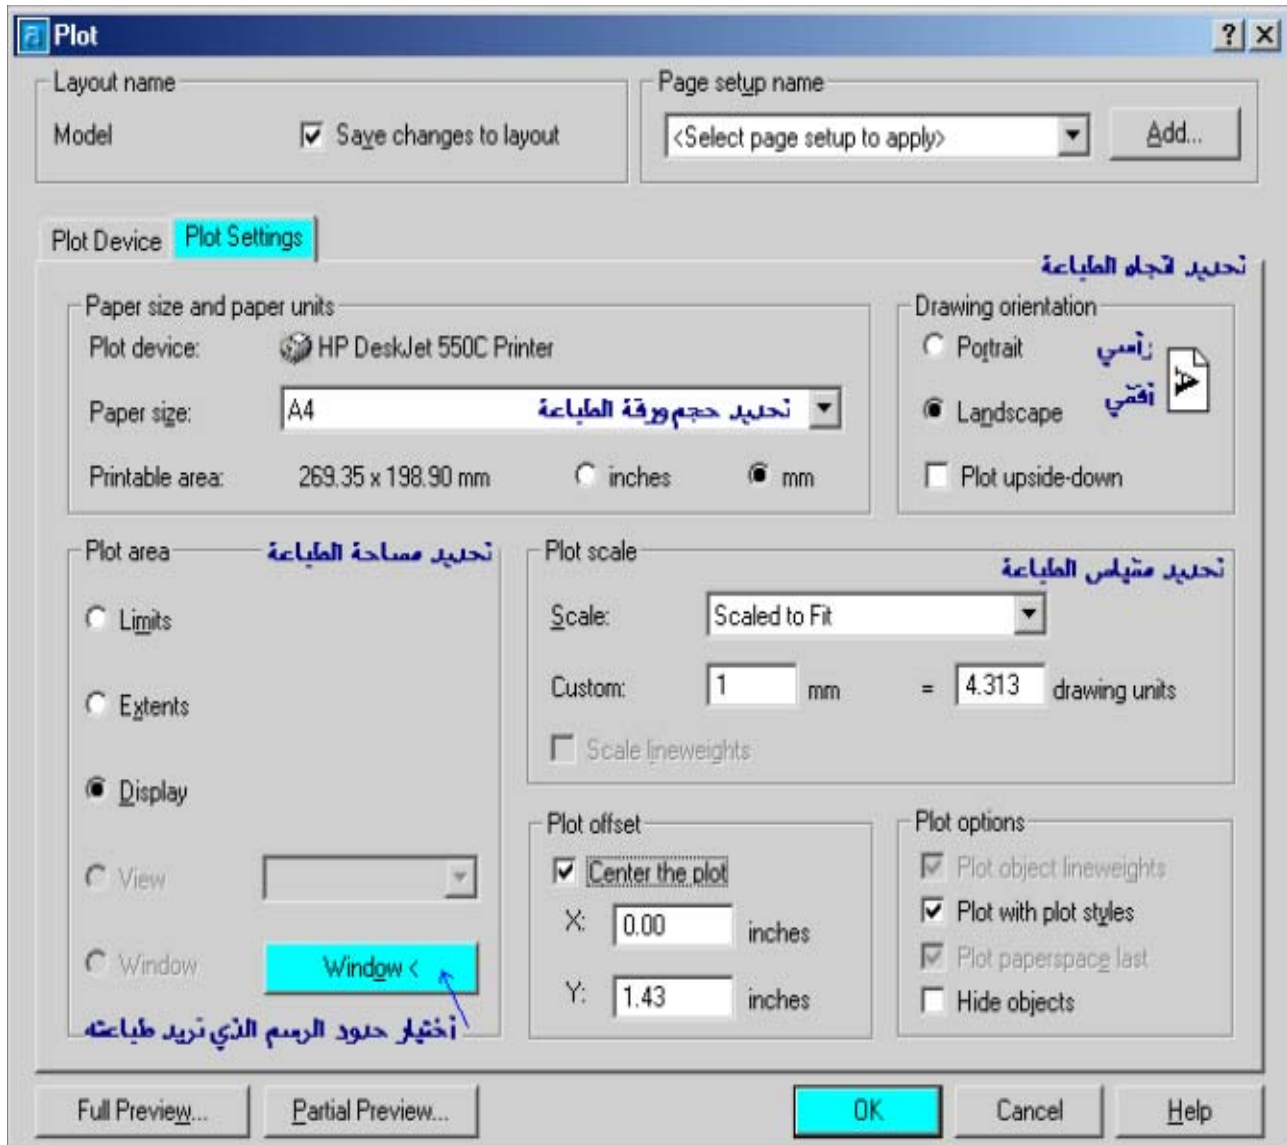 Plot
Layout name
Model
Save changes to layout
Page setup name
<Select page setup to apply>
Add...
Plot Device
Plot Settings
تحديد اتجاه الطباعة
Paper size and paper units
Plot device:
HP DeskJet 550C Printer
Paper size:
A4
تحديد حجم ورقة الطباعة
Printable area:
269.35 x 198.90 mm
inches
mm
Drawing orientation
Portrait
رأسي
Landscape
أفقي
A
Plot upside-down
Plot area
تحديد مساحة الطباعة
Limits
Extents
Display
View
Window
Window <
أختيار حدود الرسم الذي تريد طباعته
Plot scale
تحديد مقياس الطباعة
Scale:
Scaled to Fit
Custom:
1
mm
=
4.313
drawing units
Scale lineweights
Plot offset
Center the plot
X:
0.00
inches
Y:
1.43
inches
Plot options
Plot object lineweights
Plot with plot styles
Plot paperspace last
Hide objects
Full Preview...
Partial Preview...
OK
Cancel
Help